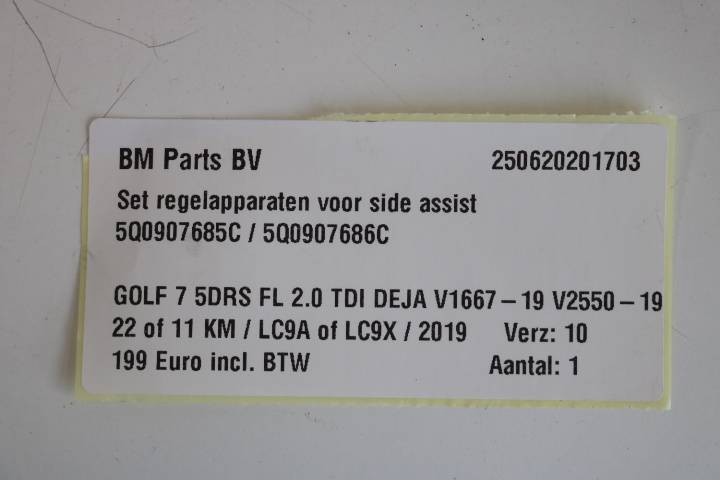 BM Parts BV 250620201703
Set regelapparaten voor side assist
5Q0907685C / 5Q0907686C
GOLF 7 5DRS FL 2.0 TDI DEJA V1667 – 19 V2550 – 19
22 of 11 KM / LC9A of LC9X / 2019 Verz: 10
199 Euro incl. BTW Aantal: 1